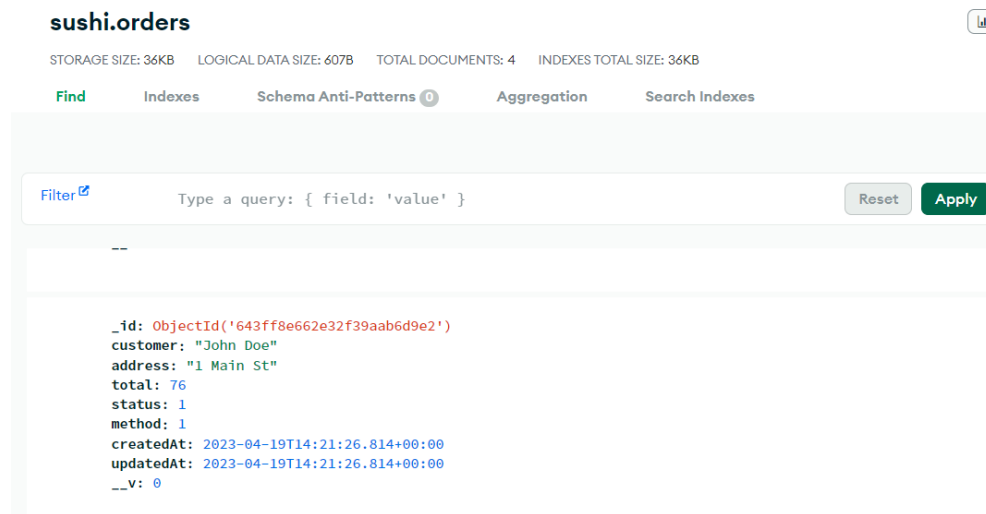 sushi.orders
STORAGE SIZE: 36KB LOGICAL DATA SIZE: 607B TOTAL DOCUMENTS: 4 INDEXES TOTAL SIZE: 36KB
Find Indexes Schema Anti-Patterns 0 Aggregation Search Indexes
Filter Type a query: { field: 'value' } Reset Apply
_id: ObjectId('643ff8e662e32f39aab6d9e2')
customer: "John Doe"
address: "1 Main St"
total: 76
status: 1
method: 1
createdAt: 2023-04-19T14:21:26.814+00:00
updatedAt: 2023-04-19T14:21:26.814+00:00
__v: 0